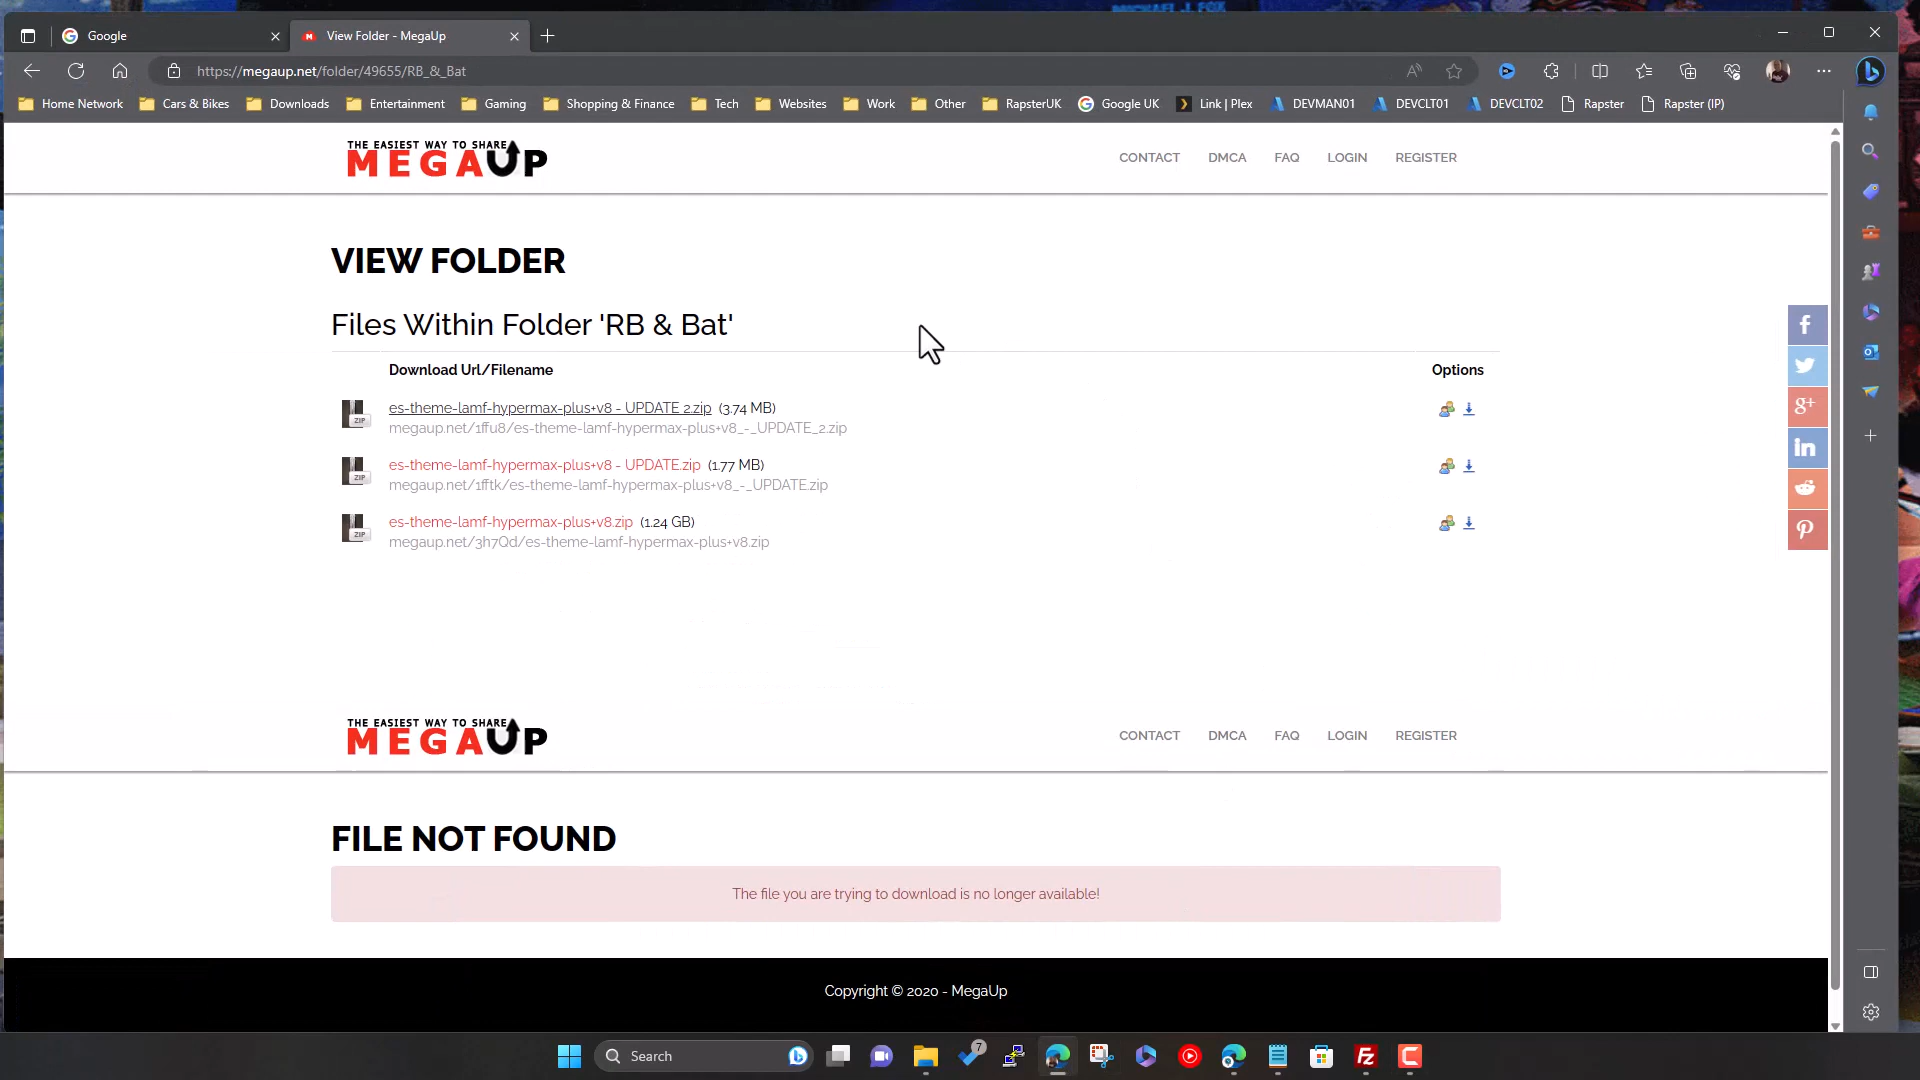 MICHAEL J. FOX
Google
View Folder - MegaUp
https://megaup.net/folder/49655/RB_&_Bat
Home Network
Cars & Bikes
Downloads
Entertainment
Gaming
Shopping & Finance
Tech
Websites
Work
Other
RapsterUK
Google UK
Link | Plex
DEVMAN01
DEVCLT01
DEVCLT02
Rapster
Rapster (IP)
THE EASIEST WAY TO SHARE
MEGAUP
CONTACT
DMCA
FAQ
LOGIN
REGISTER
VIEW FOLDER
Files Within Folder 'RB & Bat'
Download Url/Filename
Options
ZIP
es-theme-lamf-hypermax-plus+v8 - UPDATE 2.zip (3.74 MB)
megaup.net/1ffu8/es-theme-lamf-hypermax-plus+v8_-_UPDATE_2.zip
ZIP
es-theme-lamf-hypermax-plus+v8 - UPDATE.zip (1.77 MB)
megaup.net/1fftk/es-theme-lamf-hypermax-plus+v8_-_UPDATE.zip
ZIP
es-theme-lamf-hypermax-plus+v8.zip (1.24 GB)
megaup.net/3h7Qd/es-theme-lamf-hypermax-plus+v8.zip
THE EASIEST WAY TO SHARE
MEGAUP
CONTACT
DMCA
FAQ
LOGIN
REGISTER
FILE NOT FOUND
The file you are trying to download is no longer available!
Copyright © 2020 - MegaUp
Search
7